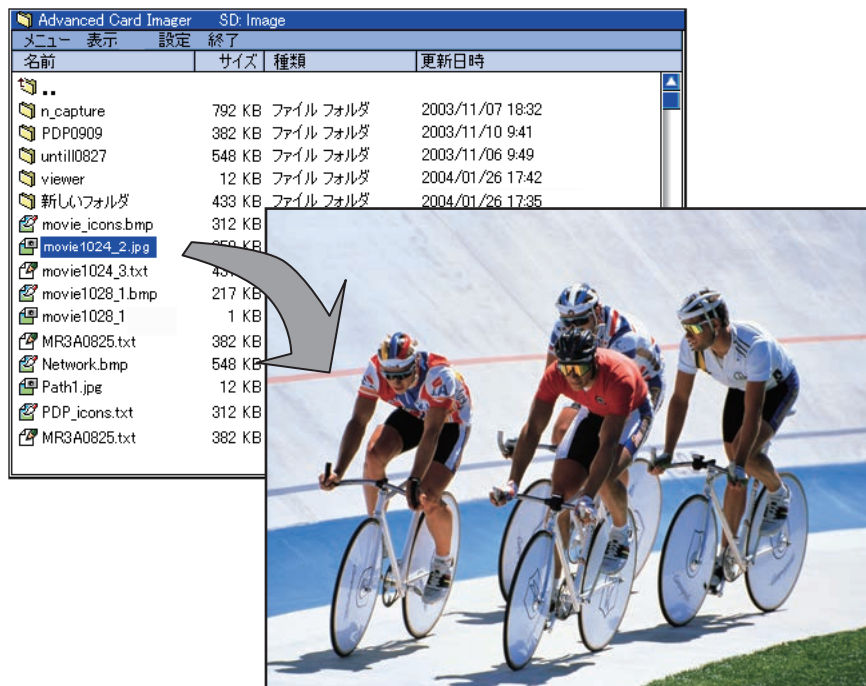 Advanced Card Imager SD: Image
メニュー 表示 設定 終了
名前 サイズ 種類 更新日時
..
n_capture 792 KB ファイル フォルダ 2003/11/07 18:32
PDP0909 382 KB ファイル フォルダ 2003/11/10 9:41
untill0827 548 KB ファイル フォルダ 2003/11/06 9:49
viewer 12 KB ファイル フォルダ 2004/01/26 17:42
新しいフォルダ 433 KB ファイル フォルダ 2004/01/26 17:35
movie_icons.bmp 312 KB
movie1024_2.jpg KB
movie1024_3.txt KB
movie1028_1.bmp 217 KB
movie1028_1 1 KB
MR3A0825.txt 382 KB
Network.bmp 548 KB
Path1.jpg 12 KB
PDP_icons.txt 312 KB
MR3A0825.txt 382 KB